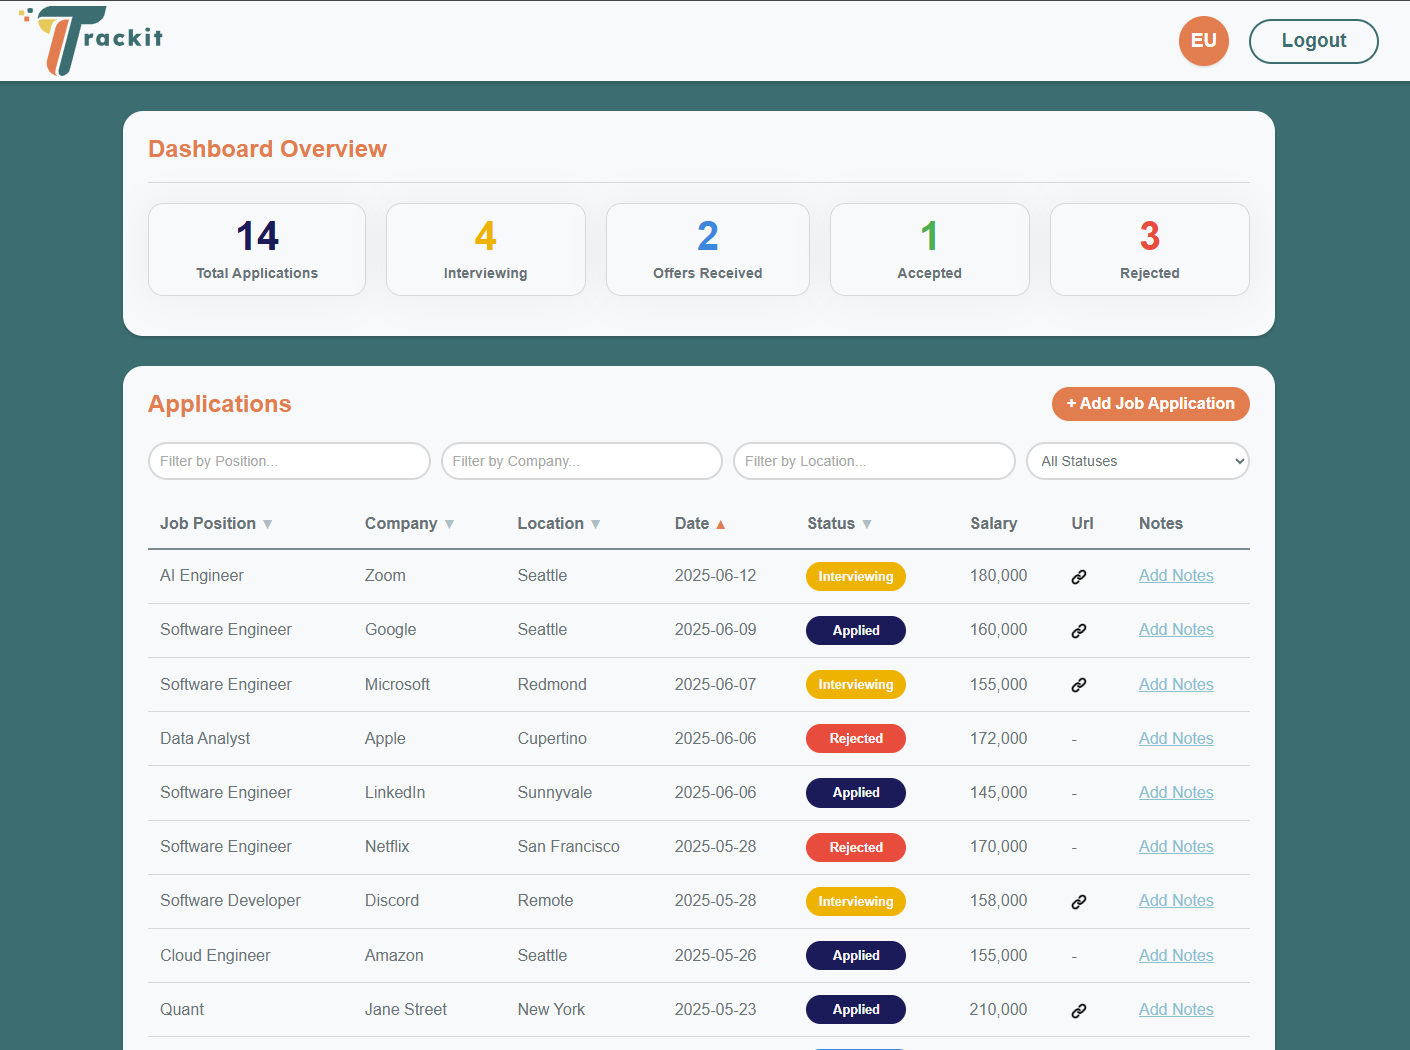 Trackit
EU
Logout
Dashboard Overview
14
Total Applications
4
Interviewing
2
Offers Received
1
Accepted
3
Rejected
Applications
+ Add Job Application
Filter by Position...
Filter by Company...
Filter by Location...
All Statuses
Job Position ▼ Company ▼ Location ▼ Date ▲ Status ▼ Salary Url Notes
AI Engineer Zoom Seattle 2025-06-12 Interviewing 180,000 Add Notes
Software Engineer Google Seattle 2025-06-09 Applied 160,000 Add Notes
Software Engineer Microsoft Redmond 2025-06-07 Interviewing 155,000 Add Notes
Data Analyst Apple Cupertino 2025-06-06 Rejected 172,000 - Add Notes
Software Engineer LinkedIn Sunnyvale 2025-06-06 Applied 145,000 - Add Notes
Software Engineer Netflix San Francisco 2025-05-28 Rejected 170,000 - Add Notes
Software Developer Discord Remote 2025-05-28 Interviewing 158,000 Add Notes
Cloud Engineer Amazon Seattle 2025-05-26 Applied 155,000 - Add Notes
Quant Jane Street New York 2025-05-23 Applied 210,000 Add Notes